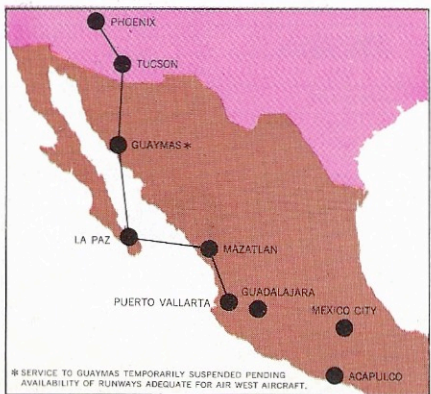 PHOENIX
TUCSON
GUAYMAS *
LA PAZ
MAZATLAN
GUADALAJARA
PUERTO VALLARTA
MEXICO CITY
ACAPULCO
* SERVICE TO GUAYMAS TEMPORARILY SUSPENDED PENDING
AVAILABILITY OF RUNWAYS ADEQUATE FOR AIR WEST AIRCRAFT.